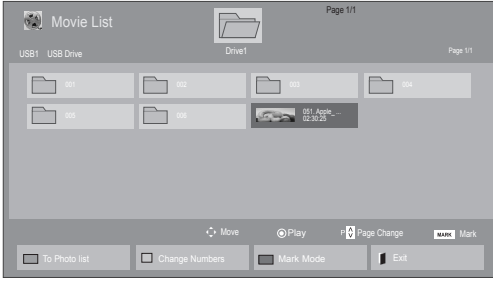 Page 1/1
Movie List
Drive1
USB1 USB Drive
Page 1/1
001
002
003
004
005
006
051. Apple_...
02:30:25
Move
Play
P Page Change
MARK Mark
To Photo list
Change Numbers
Mark Mode
Exit